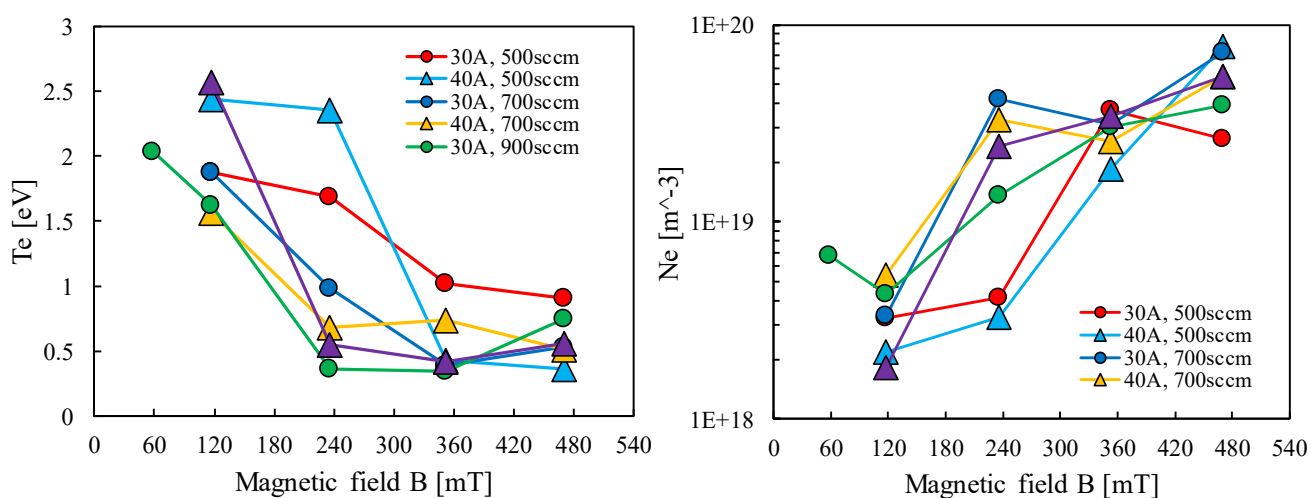 3
2.5
2
1.5
1
0.5
0
Te [eV]
0 60 120 180 240 300 360 420 480 540
Magnetic field B [mT]
30A, 500sccm
40A, 500sccm
30A, 700sccm
40A, 700sccm
30A, 900sccm
1E+20
1E+19
1E+18
Ne [m^-3]
0 60 120 180 240 300 360 420 480 540
Magnetic field B [mT]
30A, 500sccm
40A, 500sccm
30A, 700sccm
40A, 700sccm